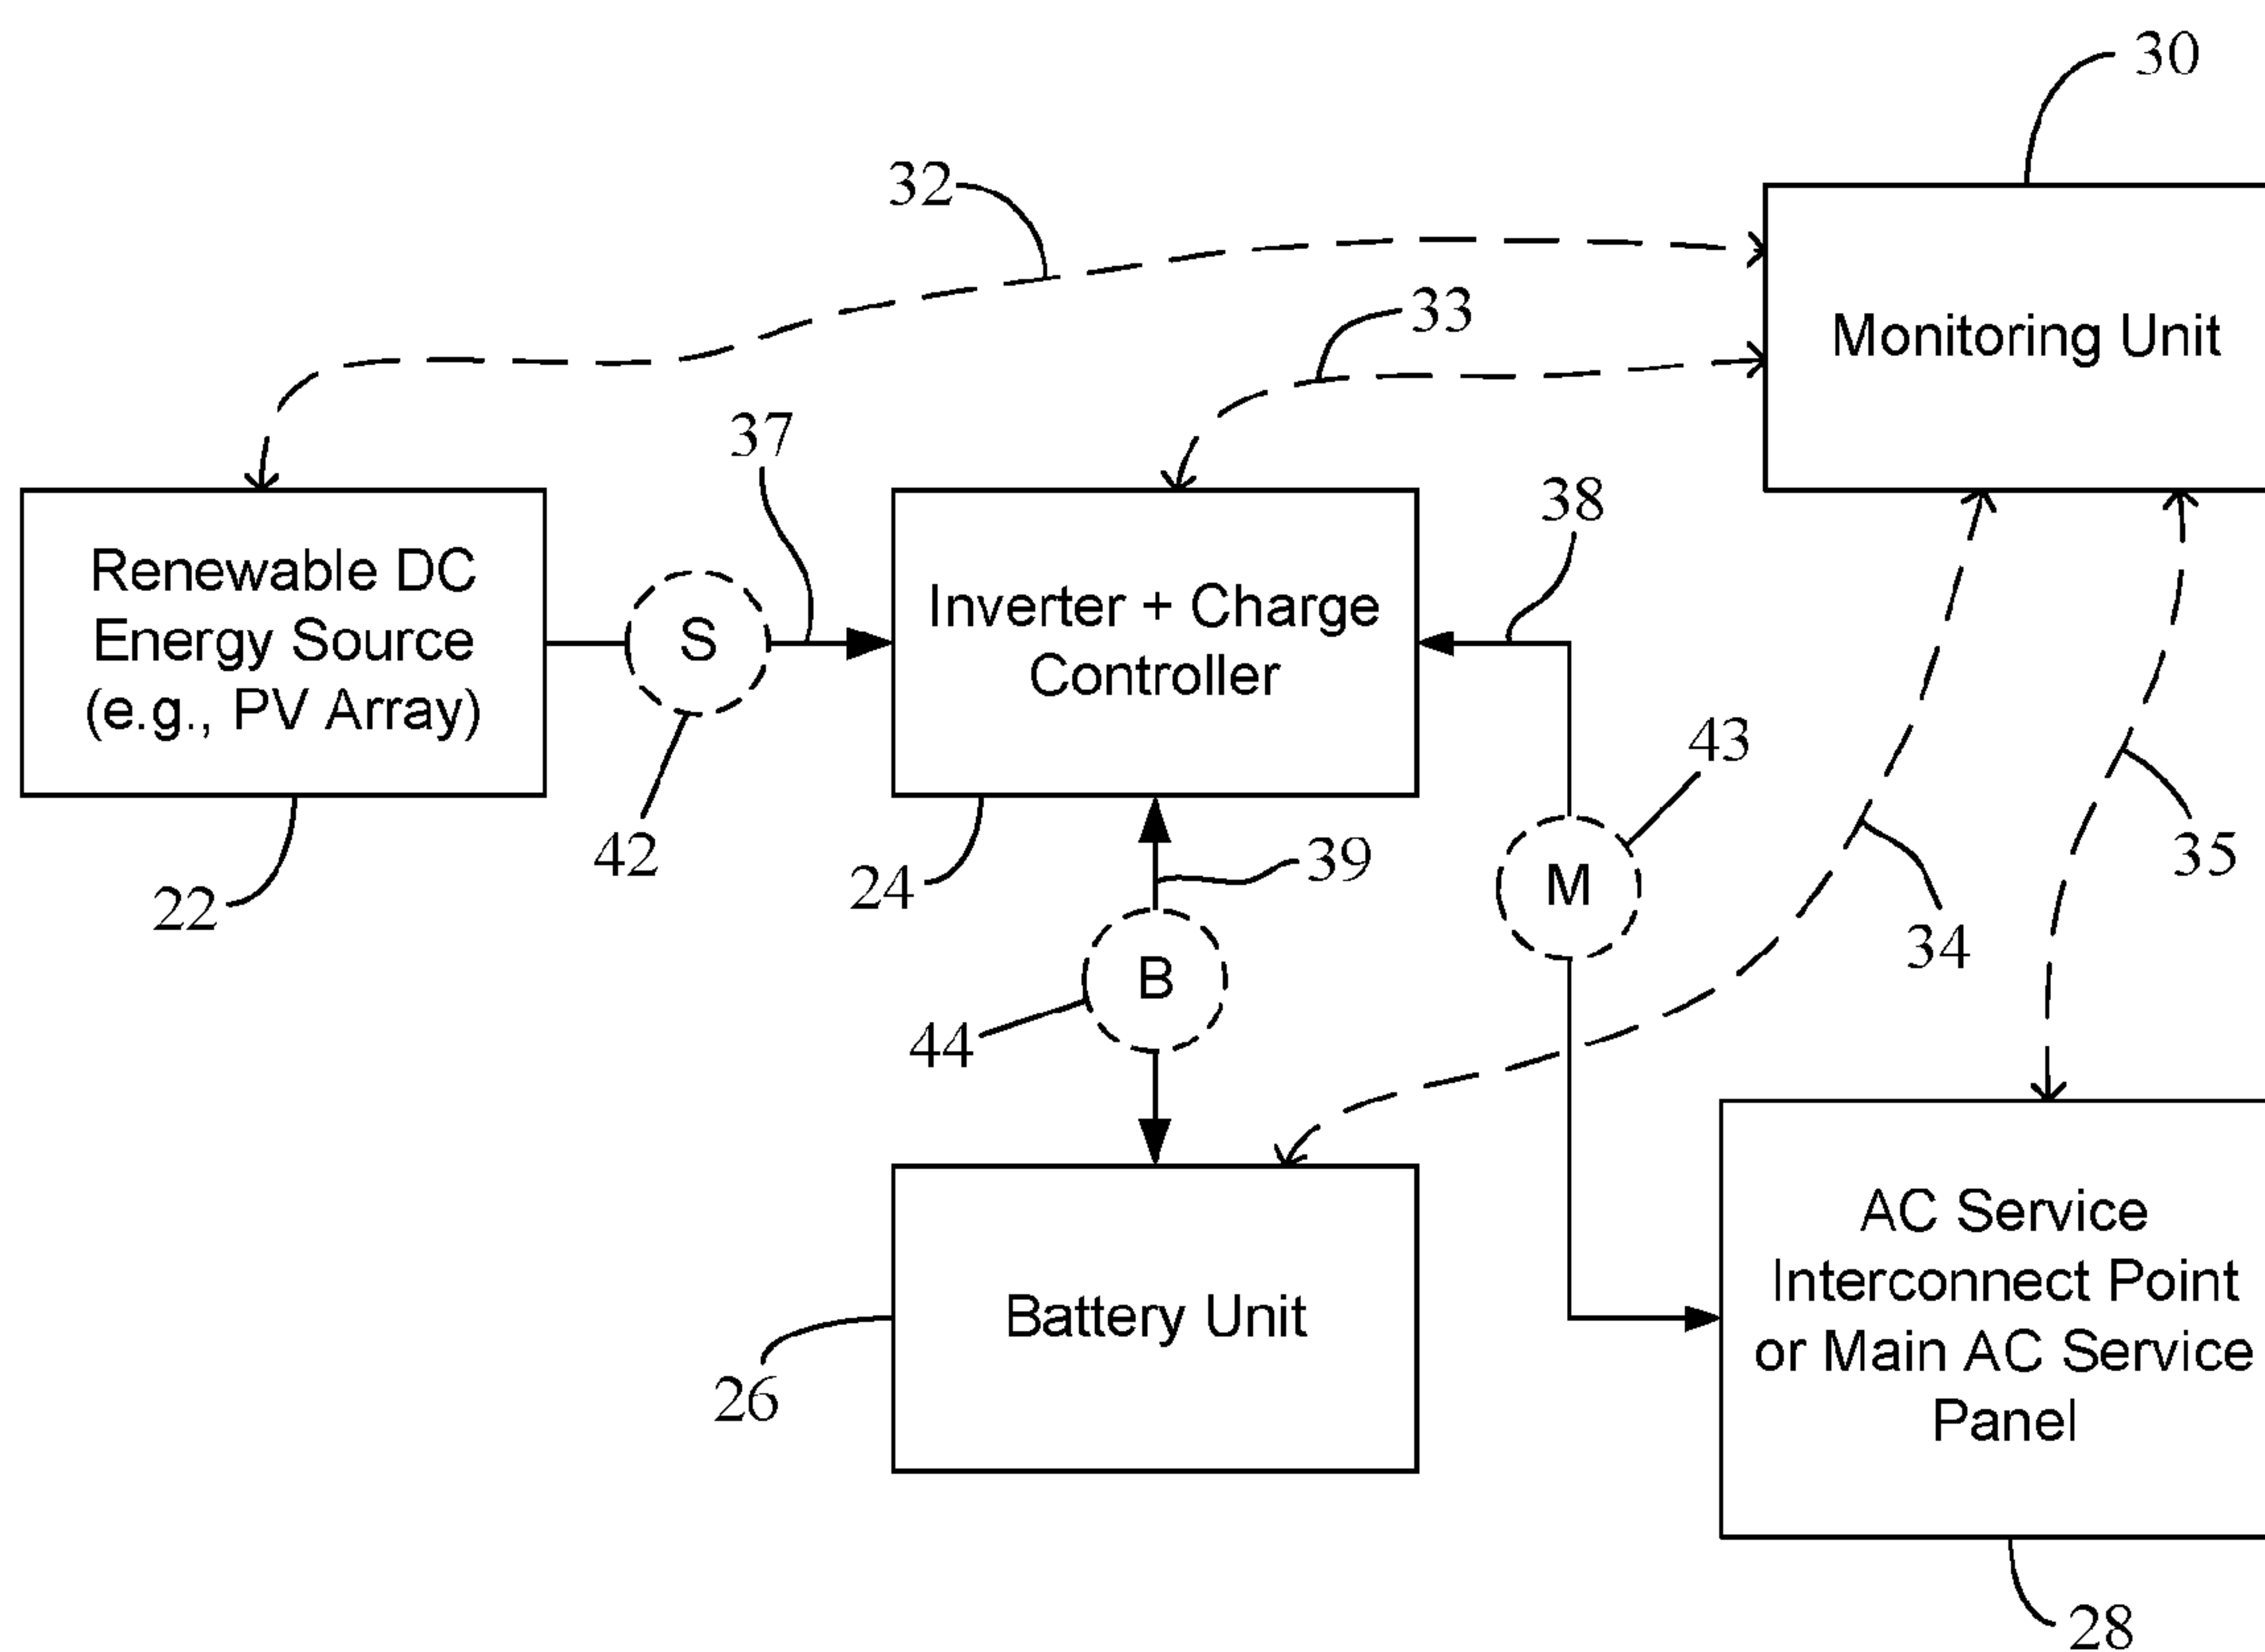 30
32
33
Monitoring Unit
37
38
Renewable DC
Energy Source
(e.g., PV Array)
S
Inverter + Charge
Controller
43
42
39
35
22
24
M
34
B
44
AC Service
Interconnect Point
or Main AC Service
Panel
Battery Unit
26
28